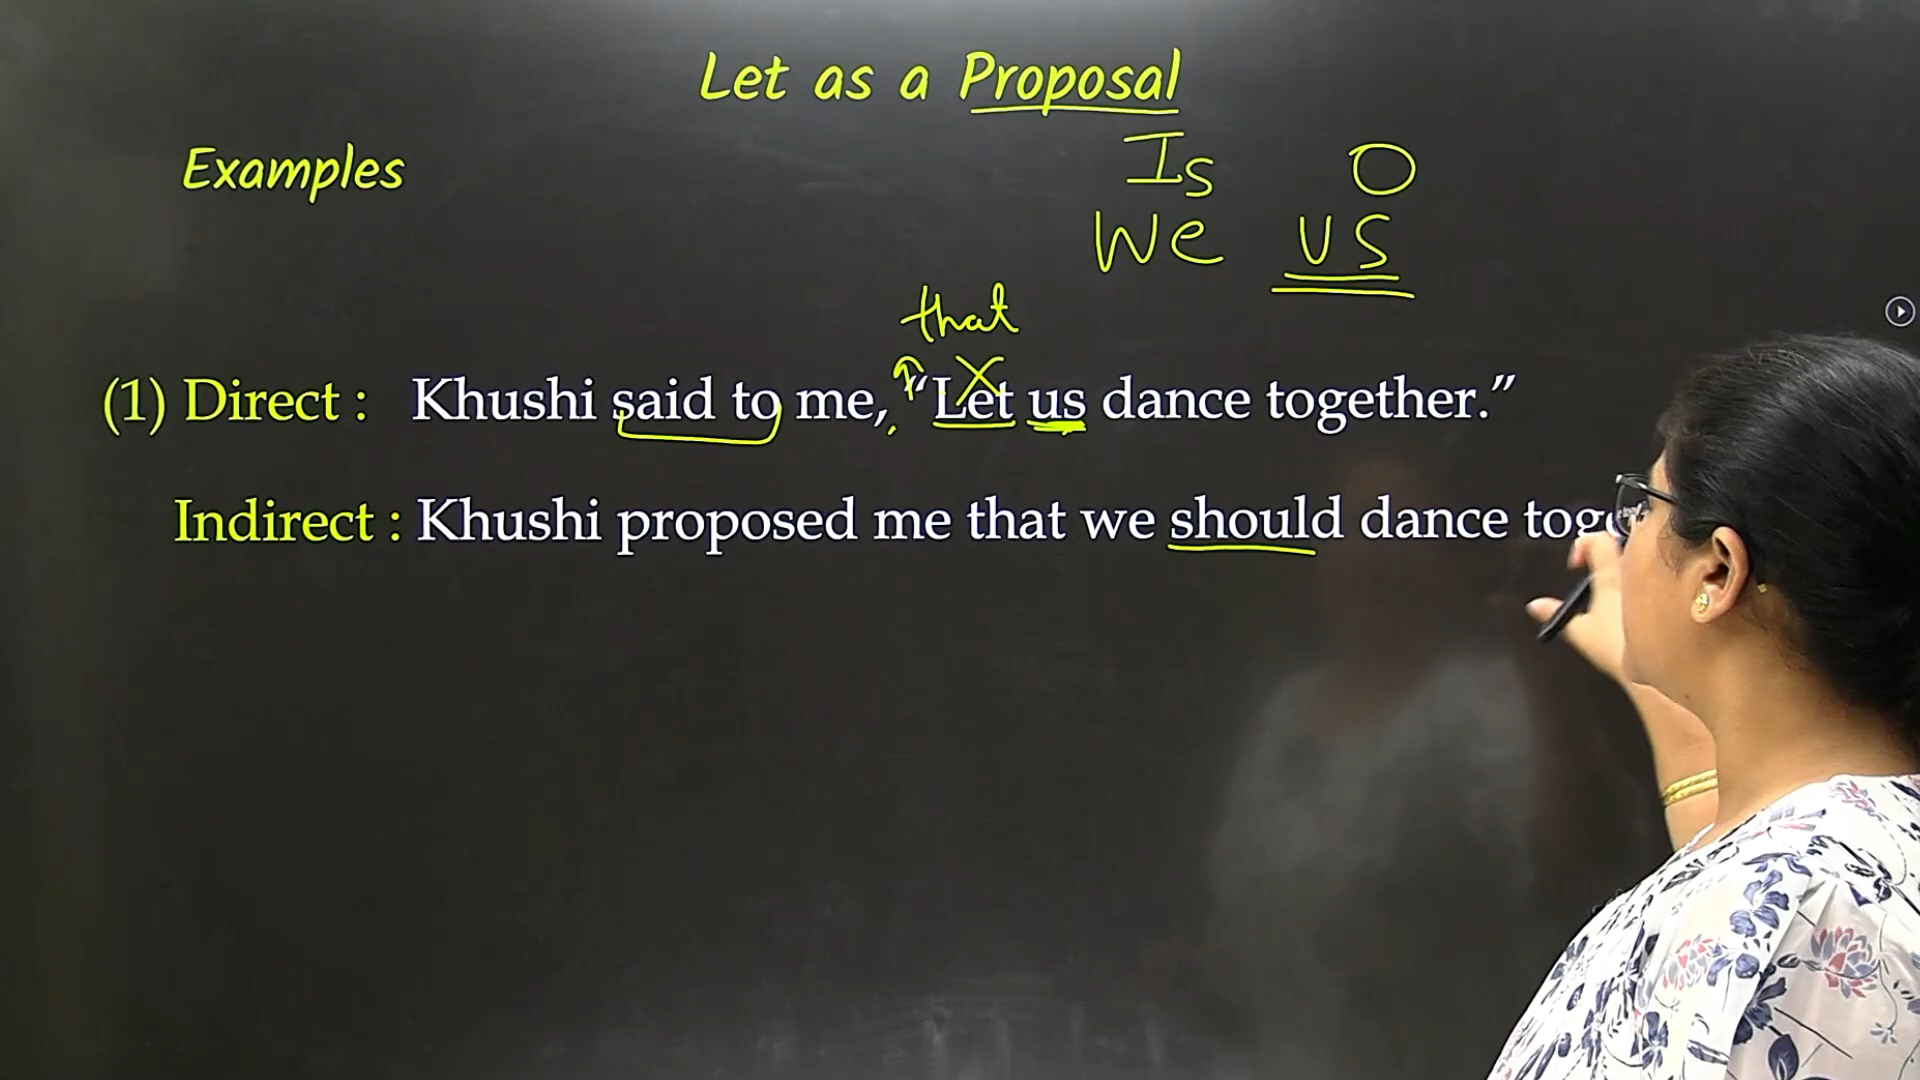 Let as a Proposal
Examples
Is O
We us
that
(1) Direct : Khushi said to me, “Let us dance together.”
Indirect : Khushi proposed me that we should dance